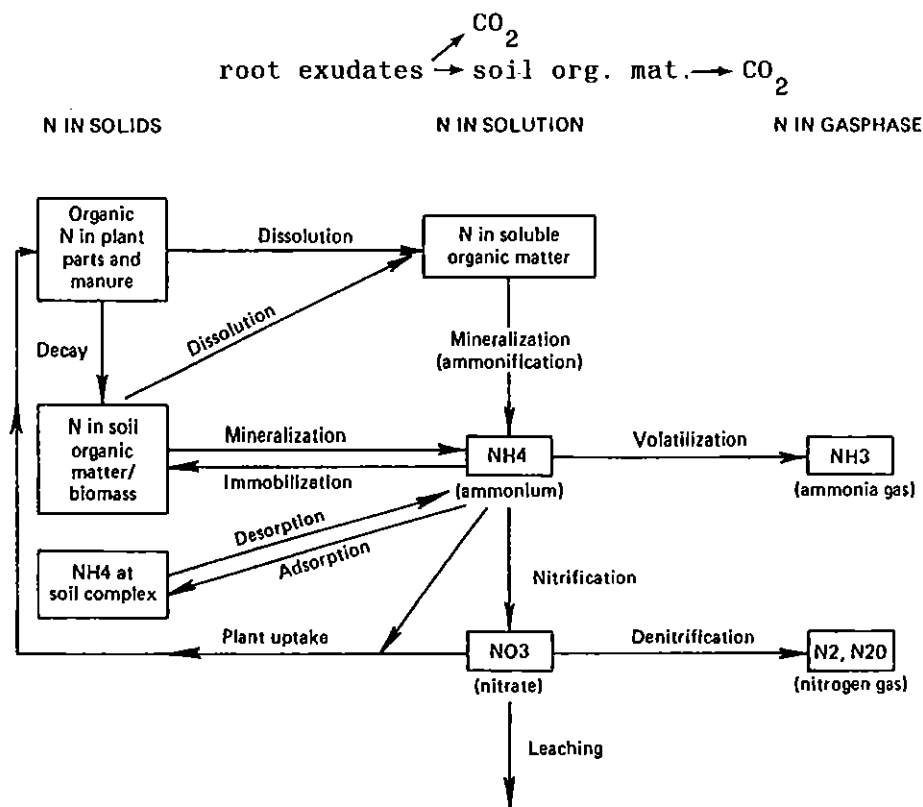 CO2
root exudates → soil org. mat. → CO2
N IN SOLIDS
N IN SOLUTION
N IN GASPHASE
Organic
N in plant
parts and
manure
Dissolution
N in soluble
organic matter
Decay
Dissolution
Mineralization
(ammonification)
N in soil
organic
matter/
biomass
Mineralization
Immobilization
NH4
(ammonium)
Volatilization
NH3
(ammonia gas)
Desorption
Adsorption
NH4 at
soil complex
Nitrification
Plant uptake
NO3
(nitrate)
Denitrification
N2, N20
(nitrogen gas)
Leaching